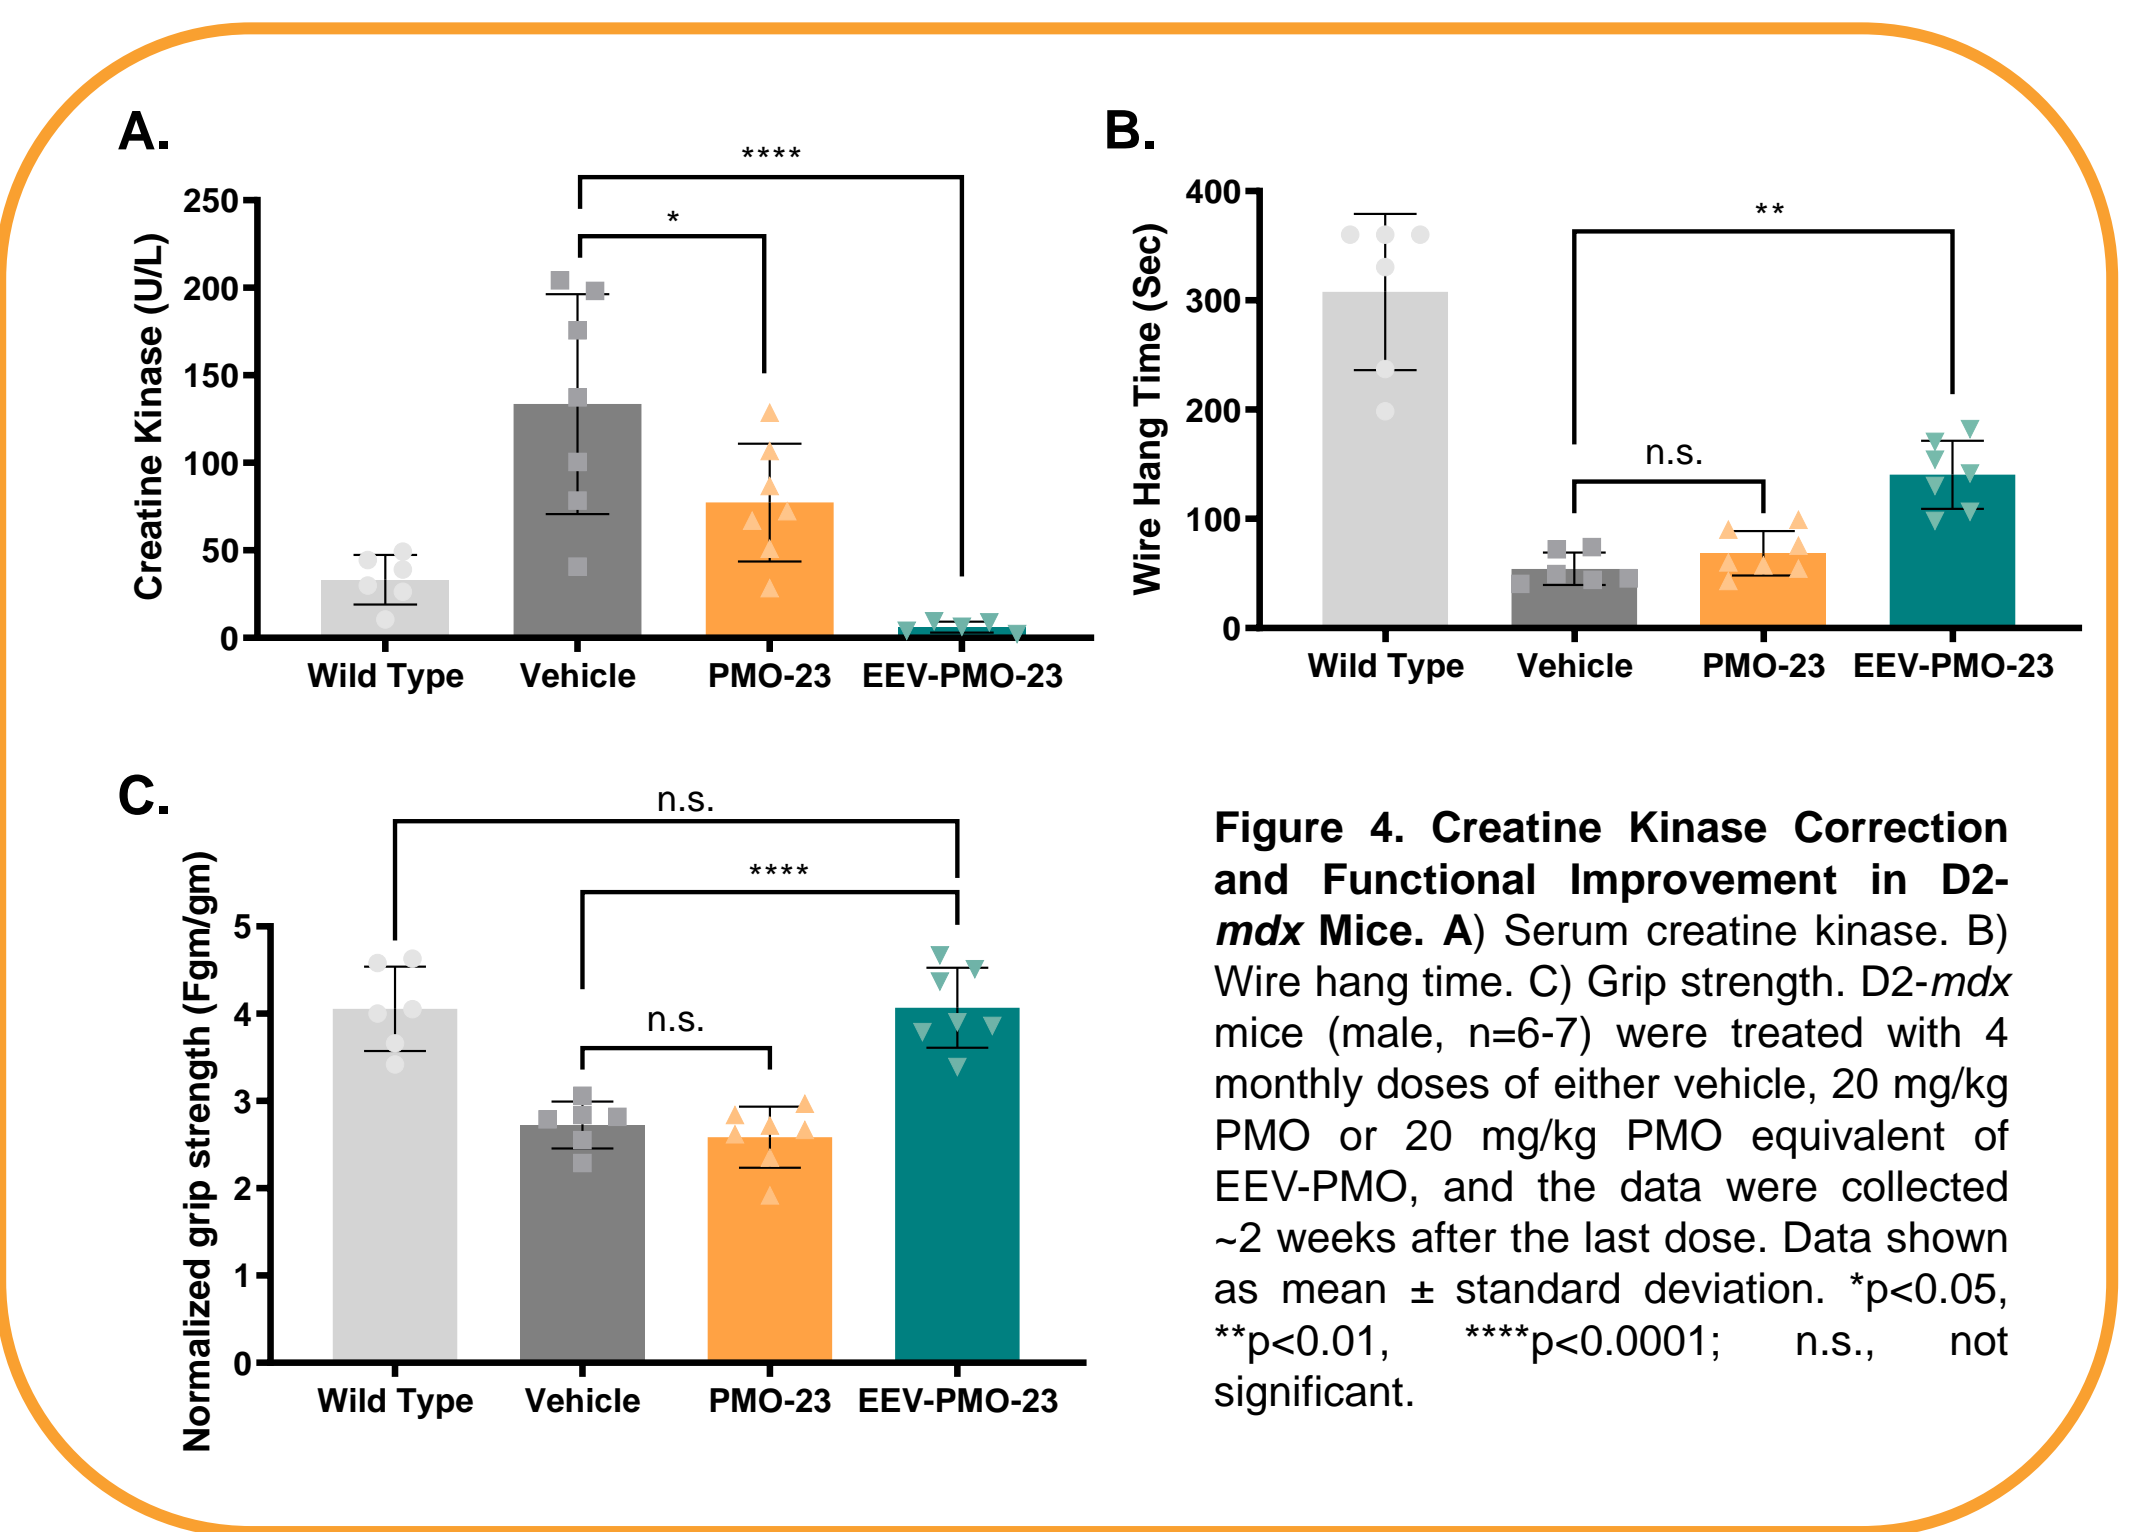 A.
****
*
Creatine Kinase (U/L)
250
200
150
100
50
0
Wild Type Vehicle PMO-23 EEV-PMO-23
B.
**
n.s.
Wire Hang Time (Sec)
400
300
200
100
0
Wild Type Vehicle PMO-23 EEV-PMO-23
C.
n.s.
****
n.s.
Normalized grip strength (Fgm/gm)
5
4
3
2
1
0
Wild Type Vehicle PMO-23 EEV-PMO-23
Figure 4. Creatine Kinase Correction
and Functional Improvement in D2-
mdx Mice. A) Serum creatine kinase. B)
Wire hang time. C) Grip strength. D2-mdx
mice (male, n=6-7) were treated with 4
monthly doses of either vehicle, 20 mg/kg
PMO or 20 mg/kg PMO equivalent of
EEV-PMO, and the data were collected
~2 weeks after the last dose. Data shown
as mean ± standard deviation. *p<0.05,
**p<0.01, ****p<0.0001; n.s., not
significant.